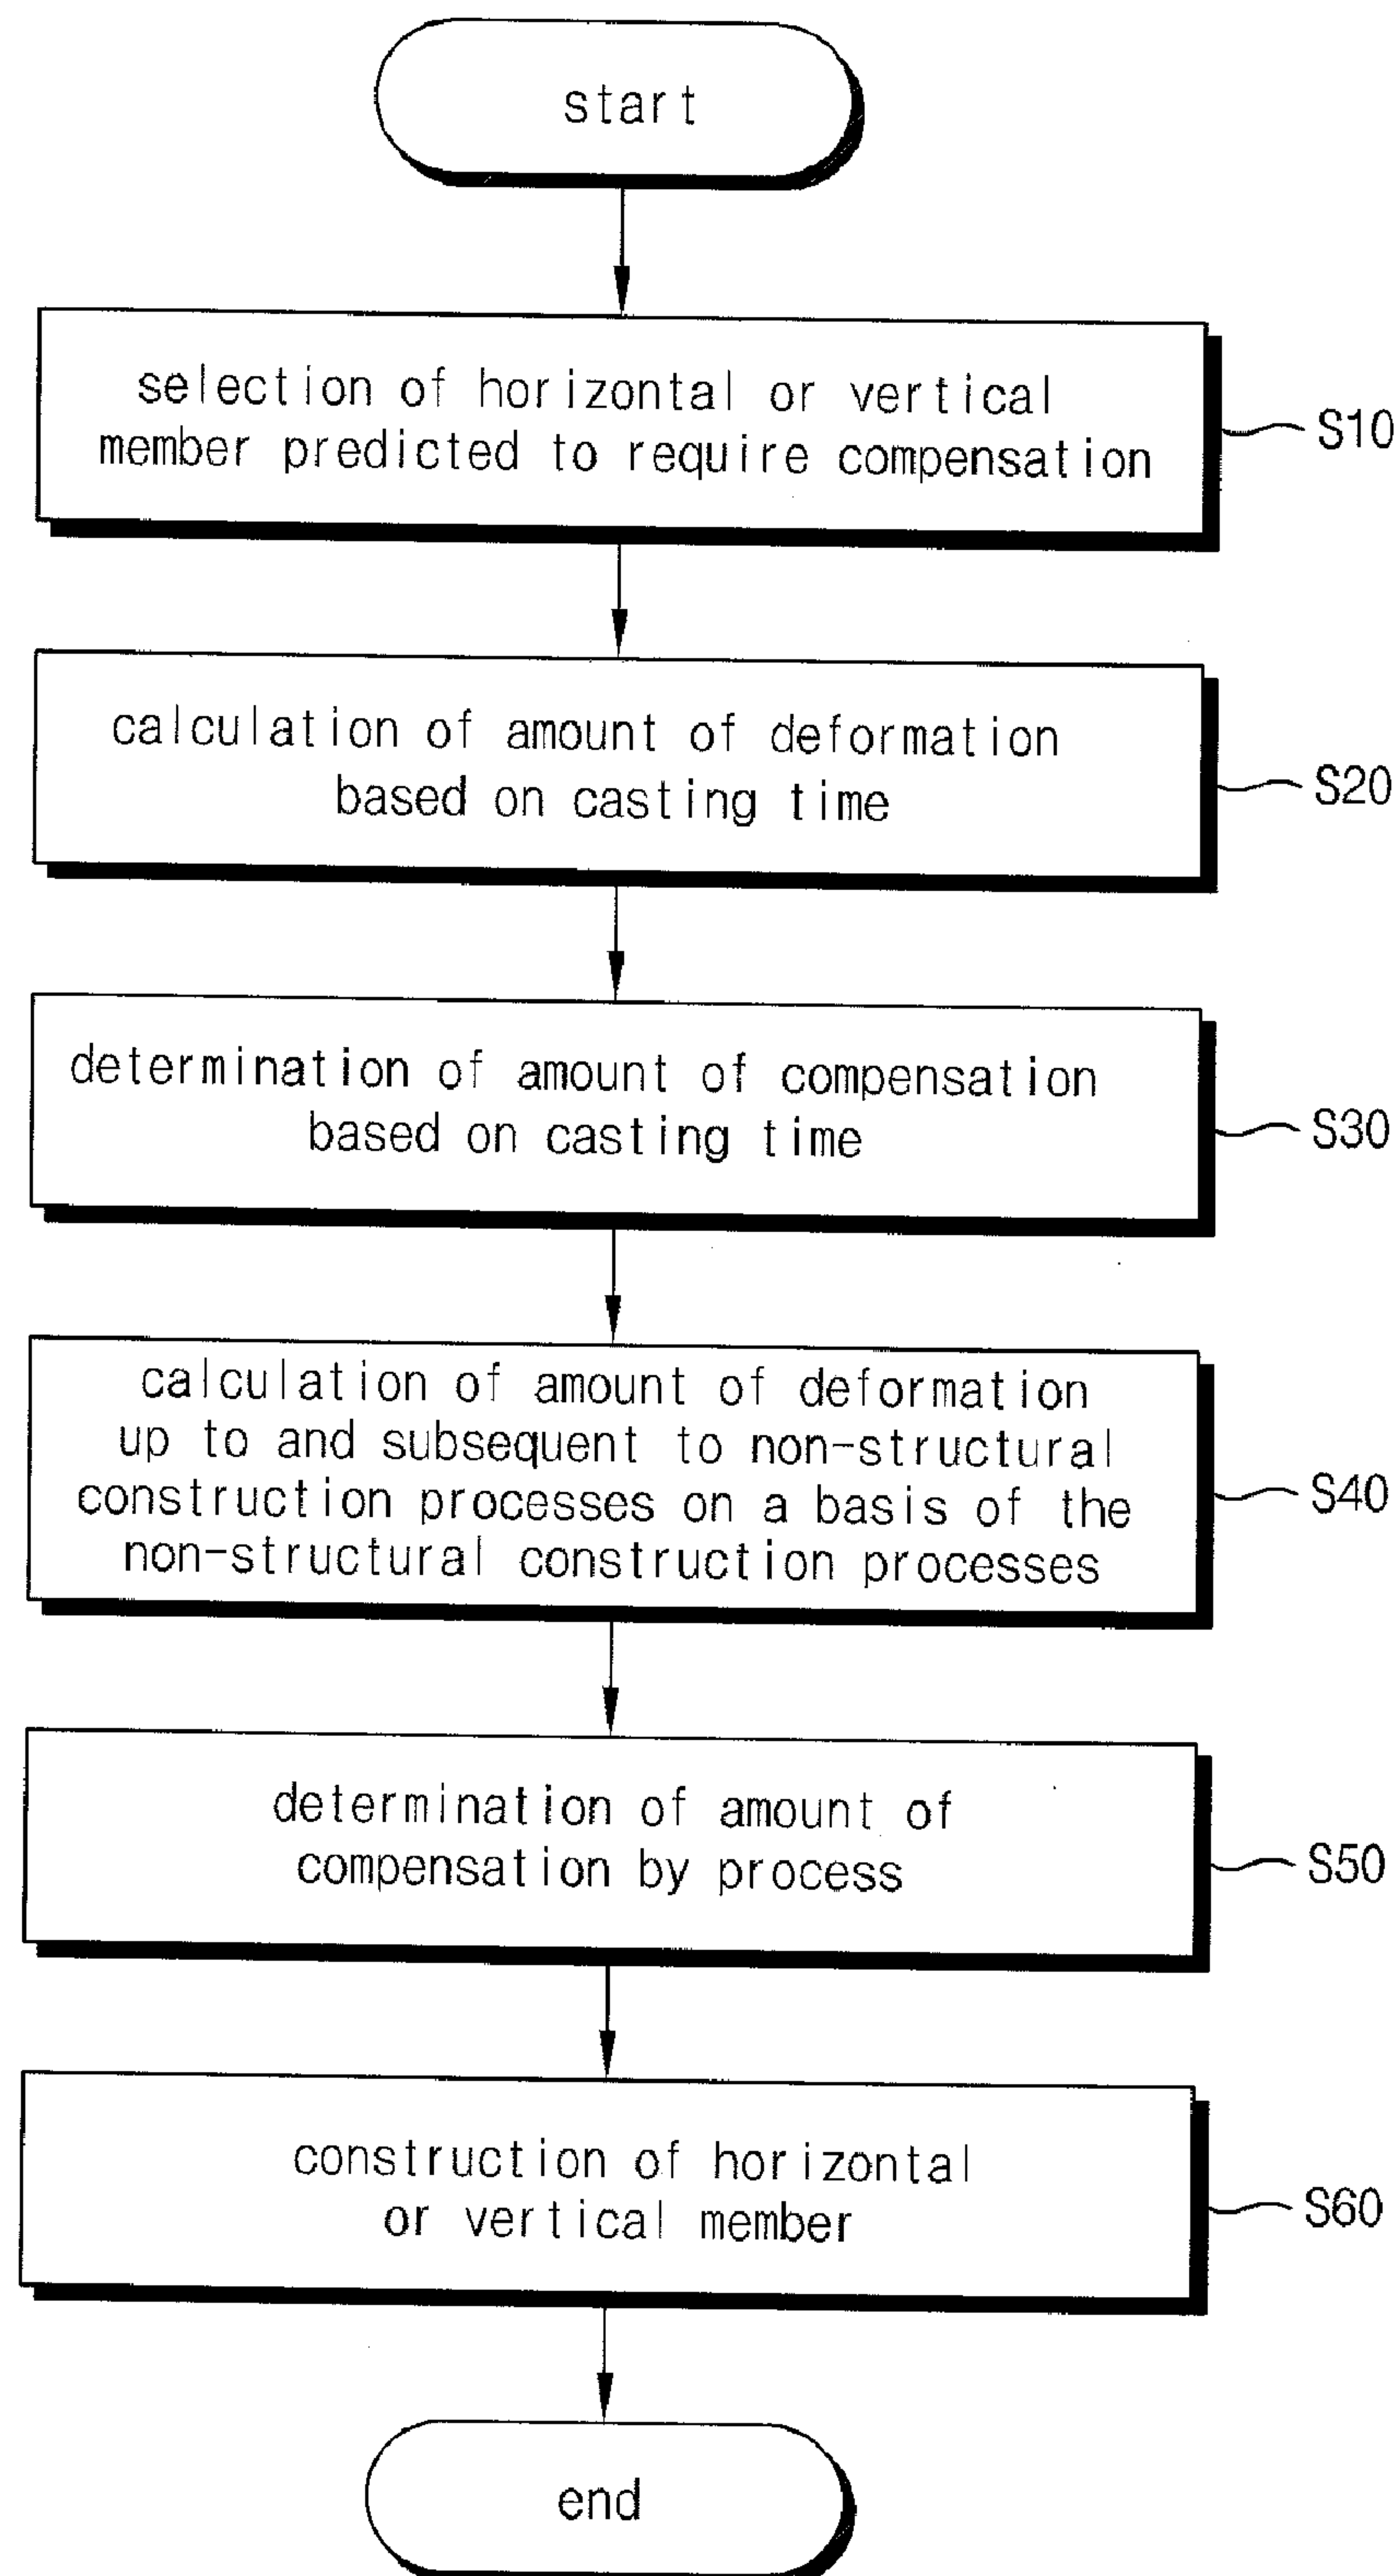 start
selection of horizontal or vertical
member predicted to require compensation
S10
calculation of amount of deformation
based on casting time
S20
determination of amount of compensation
based on casting time
S30
calculation of amount of deformation
up to and subsequent to non-structural
construction processes on a basis of the
non-structural construction processes
S40
determination of amount of
compensation by process
S50
construction of horizontal
or vertical member
S60
end